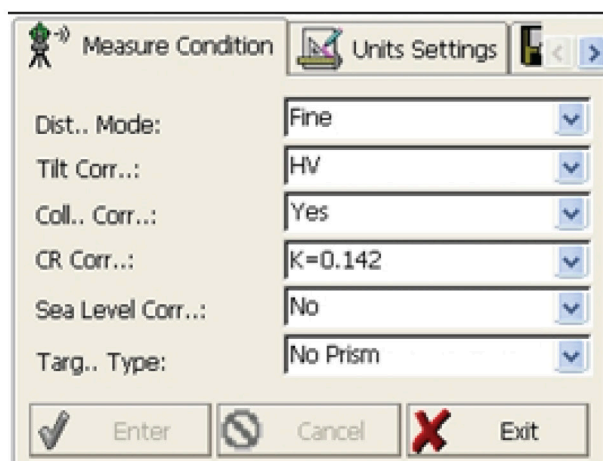 Measure Condition Units Settings
Dist.. Mode: Fine
Tilt Corr..: HV
Coll.. Corr..: Yes
CR Corr..: K=0.142
Sea Level Corr..: No
Targ.. Type: No Prism
Enter Cancel Exit